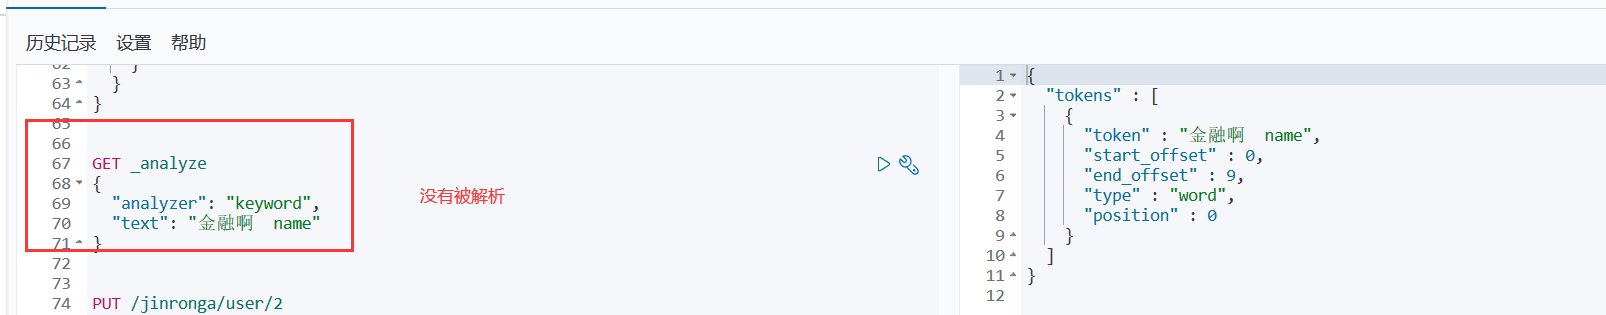 历史记录 设置 帮助
62 }
63 }
64 }
65
66
67 GET _analyze
68 {
69 "analyzer": "keyword",
70 "text": "金融啊  name"
71 }
72
73
74 PUT /jinronga/user/2
没有被解析
1 {
2 "tokens" : [
3 {
4 "token" : "金融啊  name",
5 "start_offset" : 0,
6 "end_offset" : 9,
7 "type" : "word",
8 "position" : 0
9 }
10 ]
11 }
12